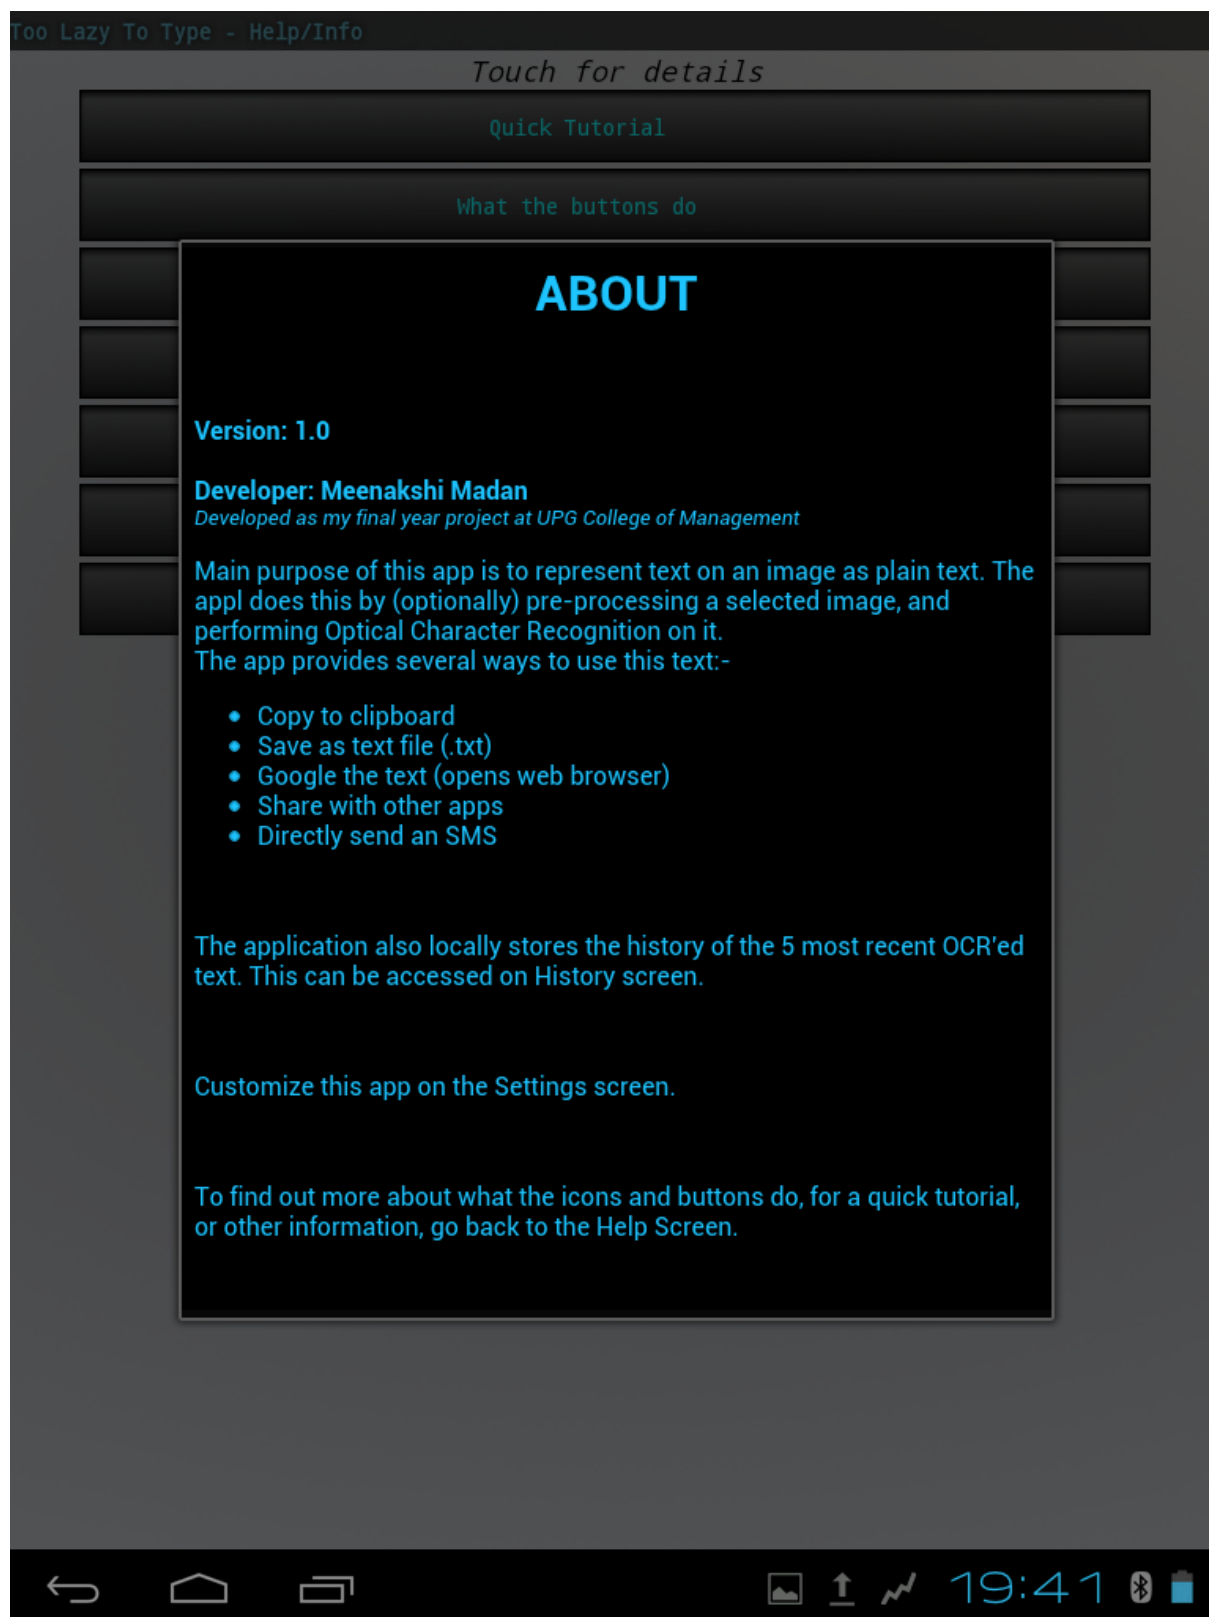 Too Lazy To Type - Help/Info
Touch for details
Quick Tutorial
What the buttons do
ABOUT
Version: 1.0
Developer: Meenakshi Madan
Developed as my final year project at UPG College of Management
Main purpose of this app is to represent text on an image as plain text. The
appl does this by (optionally) pre-processing a selected image, and
performing Optical Character Recognition on it.
The app provides several ways to use this text:-
• Copy to clipboard
• Save as text file (.txt)
• Google the text (opens web browser)
• Share with other apps
• Directly send an SMS
The application also locally stores the history of the 5 most recent OCR'ed
text. This can be accessed on History screen.
Customize this app on the Settings screen.
To find out more about what the icons and buttons do, for a quick tutorial,
or other information, go back to the Help Screen.
19:41